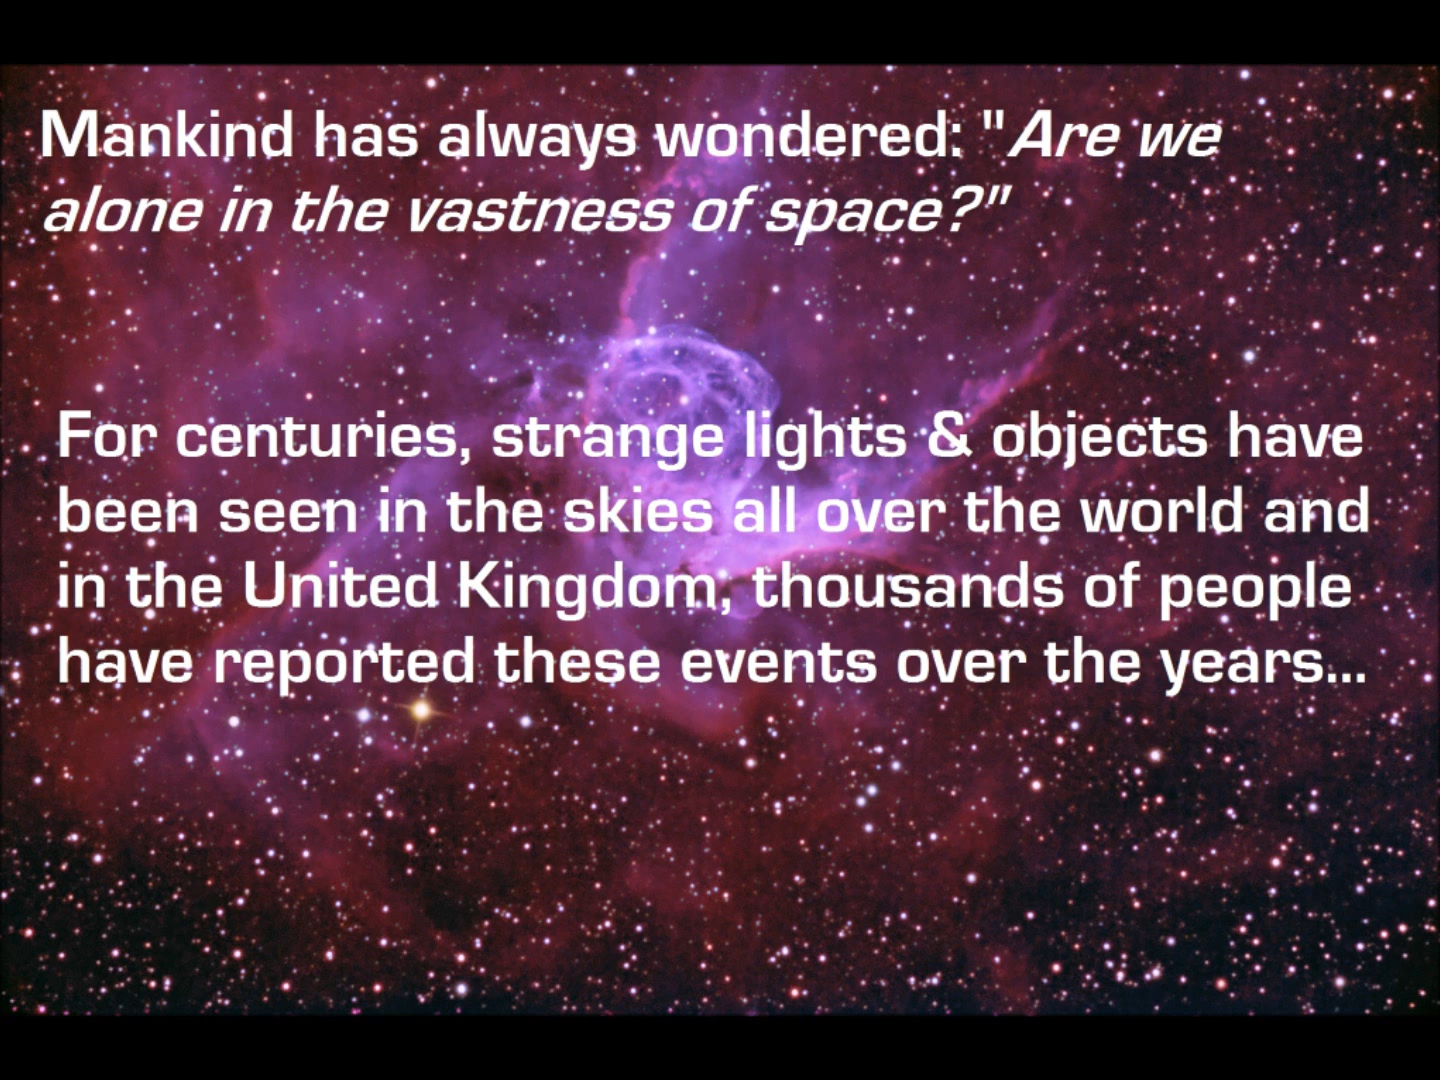 Mankind has always wondered: "Are we
alone in the vastness of space?"
For centuries, strange lights & objects have
been seen in the skies all over the world and
in the United Kingdom, thousands of people
have reported these events over the years...